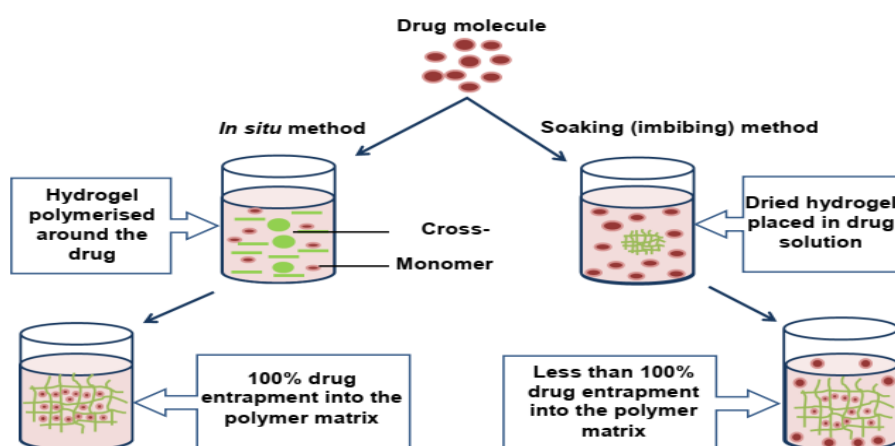 Drug molecule
In situ method
Soaking (imbibing) method
Hydrogel
polymerised
around the
drug
Cross-
Monomer
Dried hydrogel
placed in drug
solution
100% drug
entrapment into the
polymer matrix
Less than 100%
drug entrapment
into the polymer
matrix